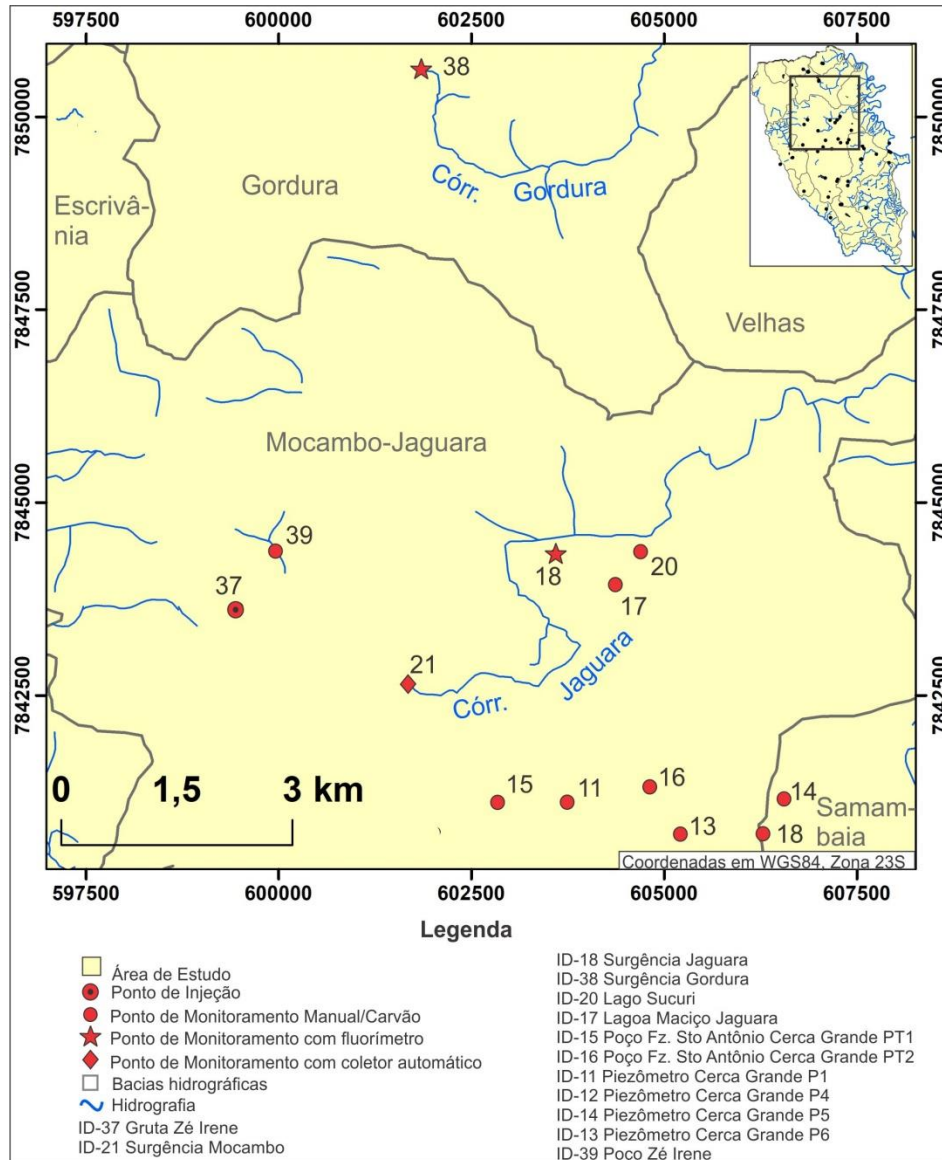 597500 600000 602500 605000 607500
7850000 7850000
7847500 7847500
7845000 7845000
7842500 7842500
38
Gordura
Córr. Gordura
Escrivâ-
nia
Velhas
Mocambo-Jaguara
39
37
18
20
17
21
Córr. Jaguara
15
11
16
13
14
18
Samam-
baia
0 1,5 3 km
Coordenadas em WGS84, Zona 23S
597500 600000 602500 605000 607500
Legenda
Área de Estudo
Ponto de Injeção
Ponto de Monitoramento Manual/Carvão
Ponto de Monitoramento com fluorímetro
Ponto de Monitoramento com coletor automático
Bacias hidrográficas
Hidrografia
ID-37 Gruta Zé Irene
ID-21 Surgência Mocambo
ID-18 Surgência Jaguara
ID-38 Surgência Gordura
ID-20 Lago Sucuri
ID-17 Lagoa Maciço Jaguara
ID-15 Poço Fz. Sto Antônio Cerca Grande PT1
ID-16 Poço Fz. Sto Antônio Cerca Grande PT2
ID-11 Piezômetro Cerca Grande P1
ID-12 Piezômetro Cerca Grande P4
ID-14 Piezômetro Cerca Grande P5
ID-13 Piezômetro Cerca Grande P6
ID-39 Poço Zé Irene